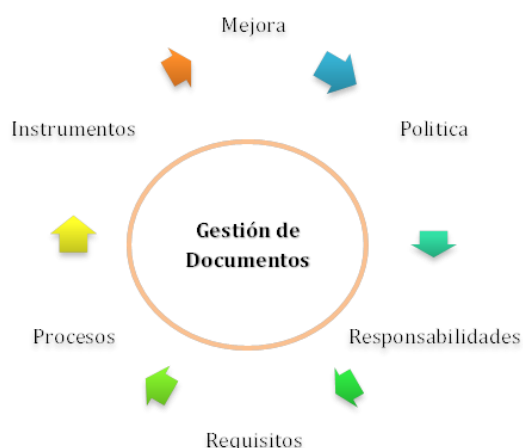 Mejora
Instrumentos
Politica
Gestión de
Documentos
Procesos
Responsabilidades
Requisitos